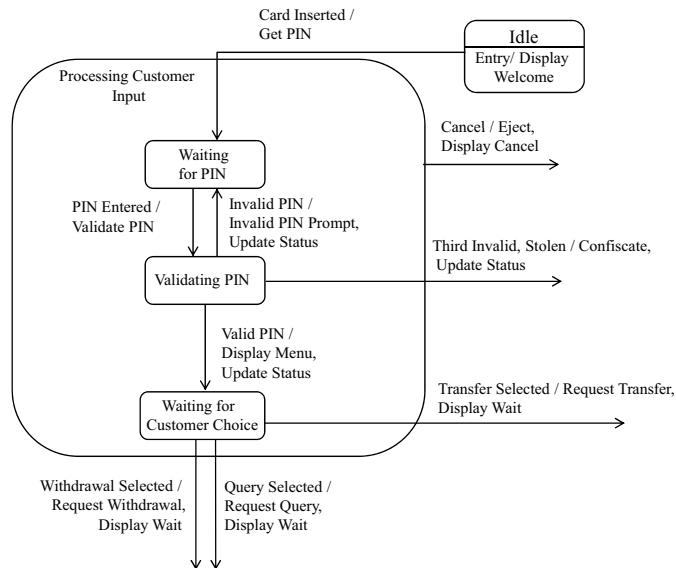 Card Inserted /
Get PIN
Idle
Entry/ Display
Welcome
Processing Customer
Input
Cancel / Eject,
Display Cancel
Waiting
for PIN
PIN Entered /
Validate PIN
Invalid PIN /
Invalid PIN Prompt,
Update Status
Third Invalid, Stolen / Confiscate,
Update Status
Validating PIN
Valid PIN /
Display Menu,
Update Status
Transfer Selected / Request Transfer,
Display Wait
Waiting for
Customer Choice
Withdrawal Selected /
Request Withdrawal,
Display Wait
Query Selected /
Request Query,
Display Wait